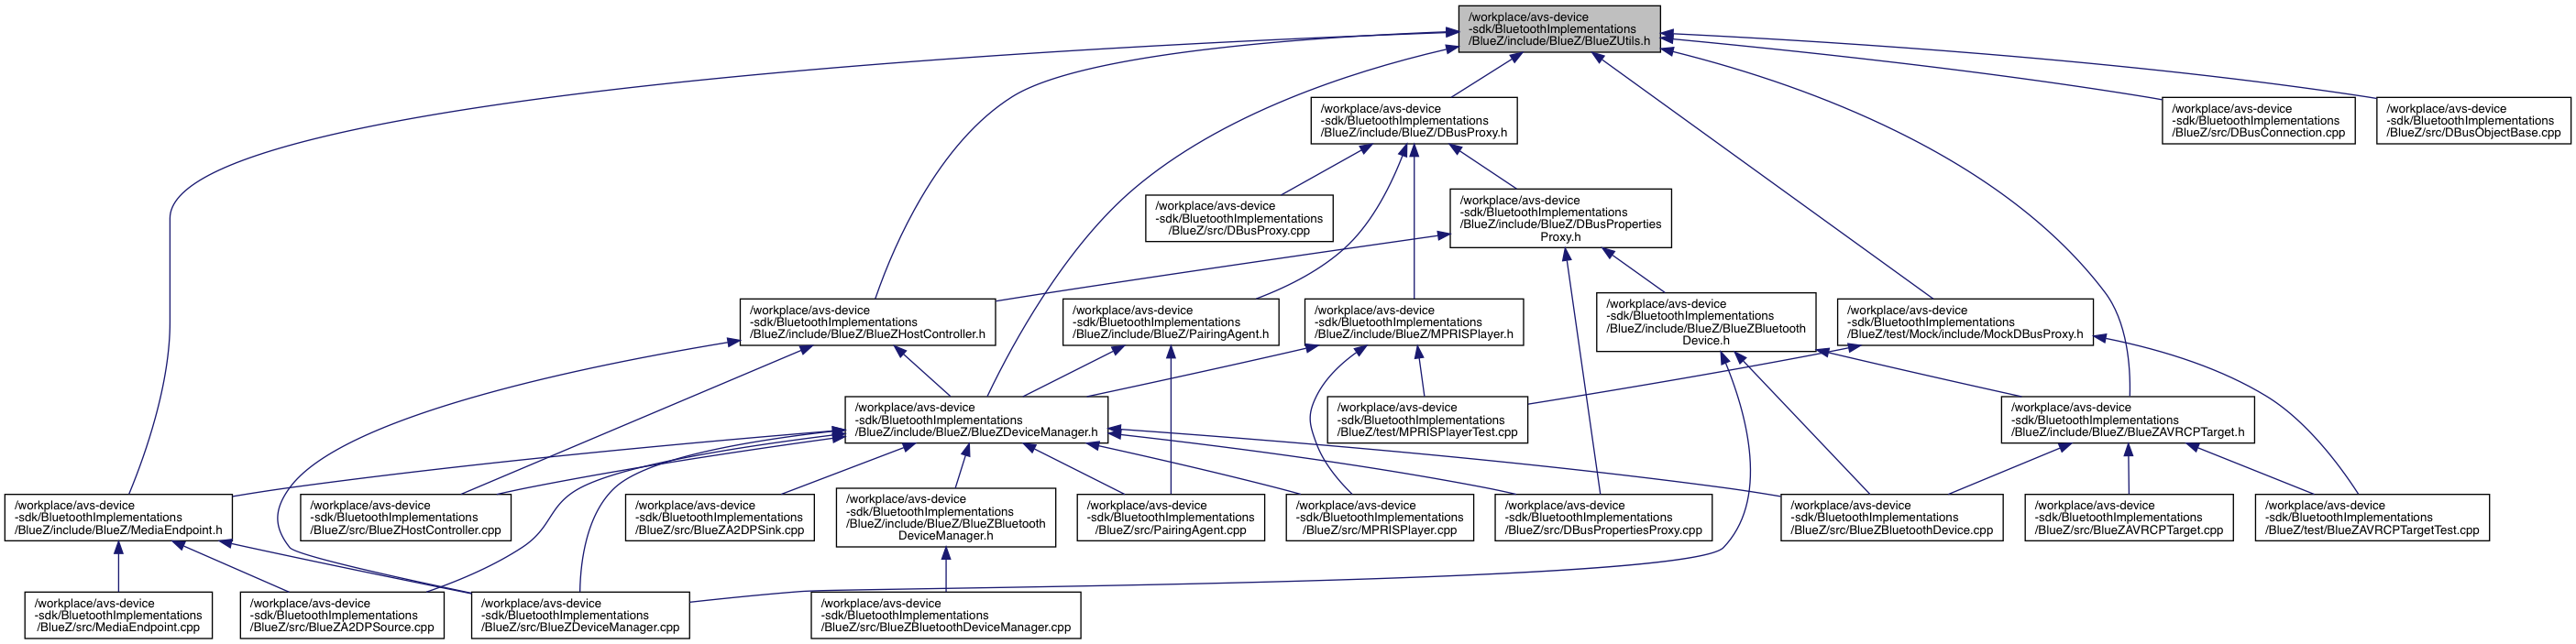 /workplace/avs-device
-sdk/BluetoothImplementations
/BlueZ/include/BlueZ/BlueZUtils.h
/workplace/avs-device
-sdk/BluetoothImplementations
/BlueZ/include/BlueZ/DBusProxy.h
/workplace/avs-device
-sdk/BluetoothImplementations
/BlueZ/src/DBusConnection.cpp
/workplace/avs-device
-sdk/BluetoothImplementations
/BlueZ/src/DBusObjectBase.cpp
/workplace/avs-device
-sdk/BluetoothImplementations
/BlueZ/src/DBusProxy.cpp
/workplace/avs-device
-sdk/BluetoothImplementations
/BlueZ/include/BlueZ/DBusProperties
Proxy.h
/workplace/avs-device
-sdk/BluetoothImplementations
/BlueZ/include/BlueZ/BlueZHostController.h
/workplace/avs-device
-sdk/BluetoothImplementations
/BlueZ/include/BlueZ/PairingAgent.h
/workplace/avs-device
-sdk/BluetoothImplementations
/BlueZ/include/BlueZ/MPRISPlayer.h
/workplace/avs-device
-sdk/BluetoothImplementations
/BlueZ/include/BlueZ/BlueZBluetooth
Device.h
/workplace/avs-device
-sdk/BluetoothImplementations
/BlueZ/test/Mock/include/MockDBusProxy.h
/workplace/avs-device
-sdk/BluetoothImplementations
/BlueZ/include/BlueZ/BlueZDeviceManager.h
/workplace/avs-device
-sdk/BluetoothImplementations
/BlueZ/test/MPRISPlayerTest.cpp
/workplace/avs-device
-sdk/BluetoothImplementations
/BlueZ/include/BlueZ/BlueZAVRCPTarget.h
/workplace/avs-device
-sdk/BluetoothImplementations
/BlueZ/include/BlueZ/MediaEndpoint.h
/workplace/avs-device
-sdk/BluetoothImplementations
/BlueZ/src/BlueZHostController.cpp
/workplace/avs-device
-sdk/BluetoothImplementations
/BlueZ/src/BlueZA2DPSink.cpp
/workplace/avs-device
-sdk/BluetoothImplementations
/BlueZ/include/BlueZ/BlueZBluetooth
DeviceManager.h
/workplace/avs-device
-sdk/BluetoothImplementations
/BlueZ/src/PairingAgent.cpp
/workplace/avs-device
-sdk/BluetoothImplementations
/BlueZ/src/MPRISPlayer.cpp
/workplace/avs-device
-sdk/BluetoothImplementations
/BlueZ/src/DBusPropertiesProxy.cpp
/workplace/avs-device
-sdk/BluetoothImplementations
/BlueZ/src/BlueZBluetoothDevice.cpp
/workplace/avs-device
-sdk/BluetoothImplementations
/BlueZ/src/BlueZAVRCPTarget.cpp
/workplace/avs-device
-sdk/BluetoothImplementations
/BlueZ/test/BlueZAVRCPTargetTest.cpp
/workplace/avs-device
-sdk/BluetoothImplementations
/BlueZ/src/MediaEndpoint.cpp
/workplace/avs-device
-sdk/BluetoothImplementations
/BlueZ/src/BlueZA2DPSource.cpp
/workplace/avs-device
-sdk/BluetoothImplementations
/BlueZ/src/BlueZDeviceManager.cpp
/workplace/avs-device
-sdk/BluetoothImplementations
/BlueZ/src/BlueZBluetoothDeviceManager.cpp